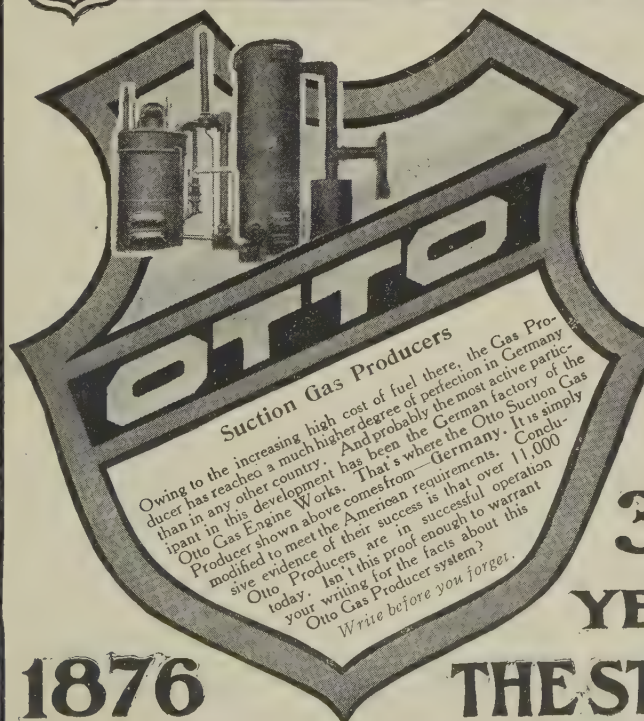 OTTO
Suction Gas Producers
Owing to the increasing high cost of fuel there, the Gas Pro-
ducer has reached a much higher degree of perfection in Germany
than in any other country. And probably the most active partic-
ipant in this development has been the German factory of the
Otto Gas Engine Works. That's where the Otto Suction Gas
Producer shown above comes from—Germany. It is simply
modified to meet the American requirements. Conclu-
sive evidence of their success is that over 11,000
Otto Producers are in successful operation
today. Isn't this proof enough to warrant
your writing for the facts about this
Otto Gas Producer system?
Write before you forget.
3
YE
1876
THE ST